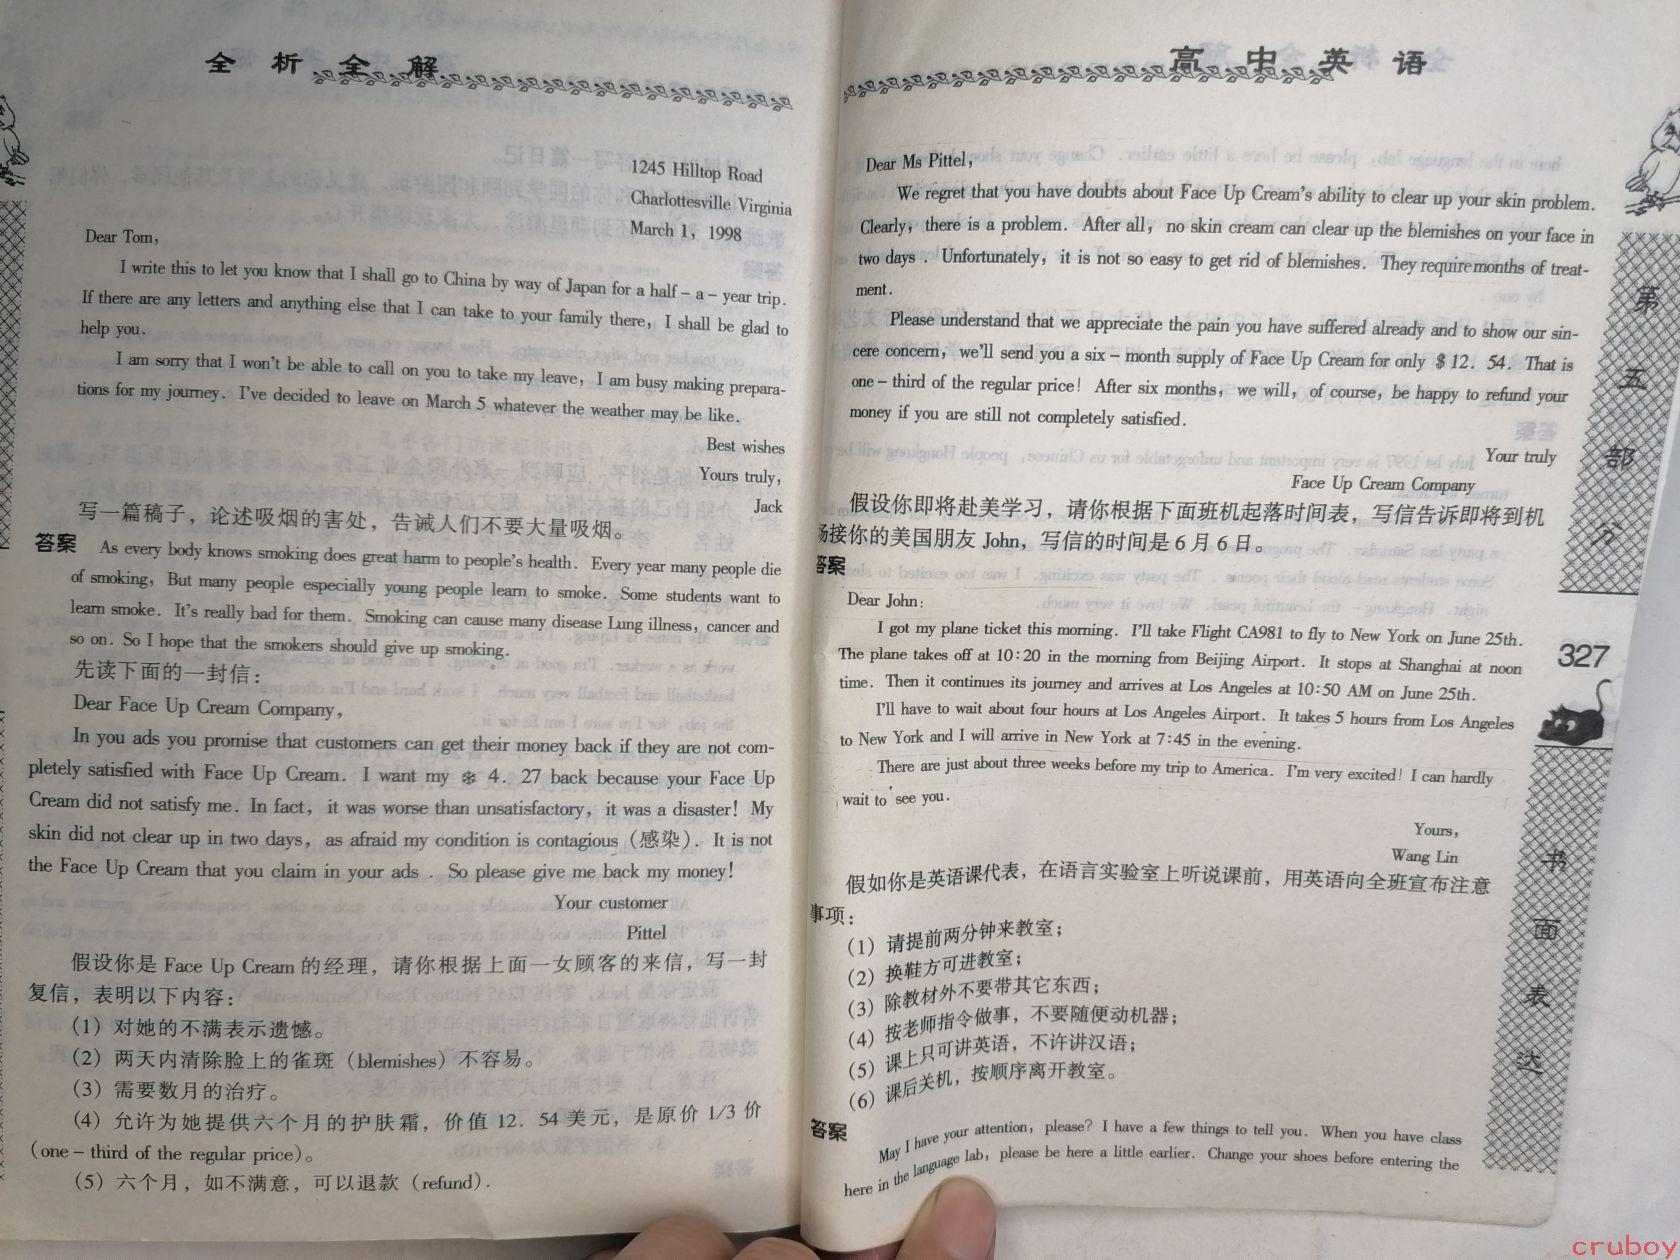 全析全解
1245 Hilltop Road
Charlottesville Virginia
March 1，1998
Dear Tom，
I write this to let you know that I shall go to China by way of Japan for a half－a－year trip.
If there are any letters and anything else that I can take to your family there，I shall be glad to
help you.
I am sorry that I won't be able to call on you to take my leave，I am busy making prepara-
tions for my journey. I've decided to leave on March 5 whatever the weather may be like.
Best wishes
Yours truly，
Jack
写一篇稿子，论述吸烟的害处，告诫人们不要大量吸烟。
答案 As every body knows smoking does great harm to people's health. Every year many people die
of smoking，But many people especially young people learn to smoke. Some students want to
learn smoke. It's really bad for them. Smoking can cause many disease Lung illness，cancer and
so on. So I hope that the smokers should give up smoking.
先读下面的一封信：
Dear Face Up Cream Company，
In you ads you promise that customers can get their money back if they are not com-
pletely satisfied with Face Up Cream. I want my ❄ 4. 27 back because your Face Up
Cream did not satisfy me. In fact，it was worse than unsatisfactory，it was a disaster! My
skin did not clear up in two days，as afraid my condition is contagious（感染）. It is not
the Face Up Cream that you claim in your ads . So please give me back my money!
Your customer
Pittel
假设你是 Face Up Cream 的经理，请你根据上面一女顾客的来信，写一封
复信，表明以下内容：
（1）对她的不满表示遗憾。
（2）两天内清除脸上的雀斑（blemishes）不容易。
（3）需要数月的治疗。
（4）允许为她提供六个月的护肤霜，价值 12. 54 美元，是原价 1/3 价
（one－third of the regular price）。
（5）六个月，如不满意，可以退款（refund）.
高中英语
Dear Ms Pittel，
We regret that you have doubts about Face Up Cream's ability to clear up your skin problem.
Clearly，there is a problem. After all，no skin cream can clear up the blemishes on your face in
two days . Unfortunately，it is not so easy to get rid of blemishes. They require months of treat-
ment.
Please understand that we appreciate the pain you have suffered already and to show our sin-
cere concern，we'll send you a six－month supply of Face Up Cream for only ＄12. 54. That is
one－third of the regular price! After six months，we will，of course，be happy to refund your
money if you are still not completely satisfied.
Your truly
Face Up Cream Company
假设你即将赴美学习，请你根据下面班机起落时间表，写信告诉即将到机
场接你的美国朋友 John，写信的时间是 6 月 6 日。
答案
Dear John：
I got my plane ticket this morning. I'll take Flight CA981 to fly to New York on June 25th.
The plane takes off at 10：20 in the morning from Beijing Airport. It stops at Shanghai at noon
time. Then it continues its journey and arrives at Los Angeles at 10：50 AM on June 25th.
I'll have to wait about four hours at Los Angeles Airport. It takes 5 hours from Los Angeles
to New York and I will arrive in New York at 7：45 in the evening.
There are just about three weeks before my trip to America. I'm very excited! I can hardly
wait to see you.
Yours，
Wang Lin
假如你是英语课代表，在语言实验室上听说课前，用英语向全班宣布注意
事项：
（1）请提前两分钟来教室；
（2）换鞋方可进教室；
（3）除教材外不要带其它东西；
（4）按老师指令做事，不要随便动机器；
（5）课上只可讲英语，不许讲汉语；
（6）课后关机，按顺序离开教室。
答案
May I have your attention，please? I have a few things to tell you. When you have class
here in the language lab，please be here a little earlier. Change your shoes before entering the
第五部分
327
书面表达
cruboy